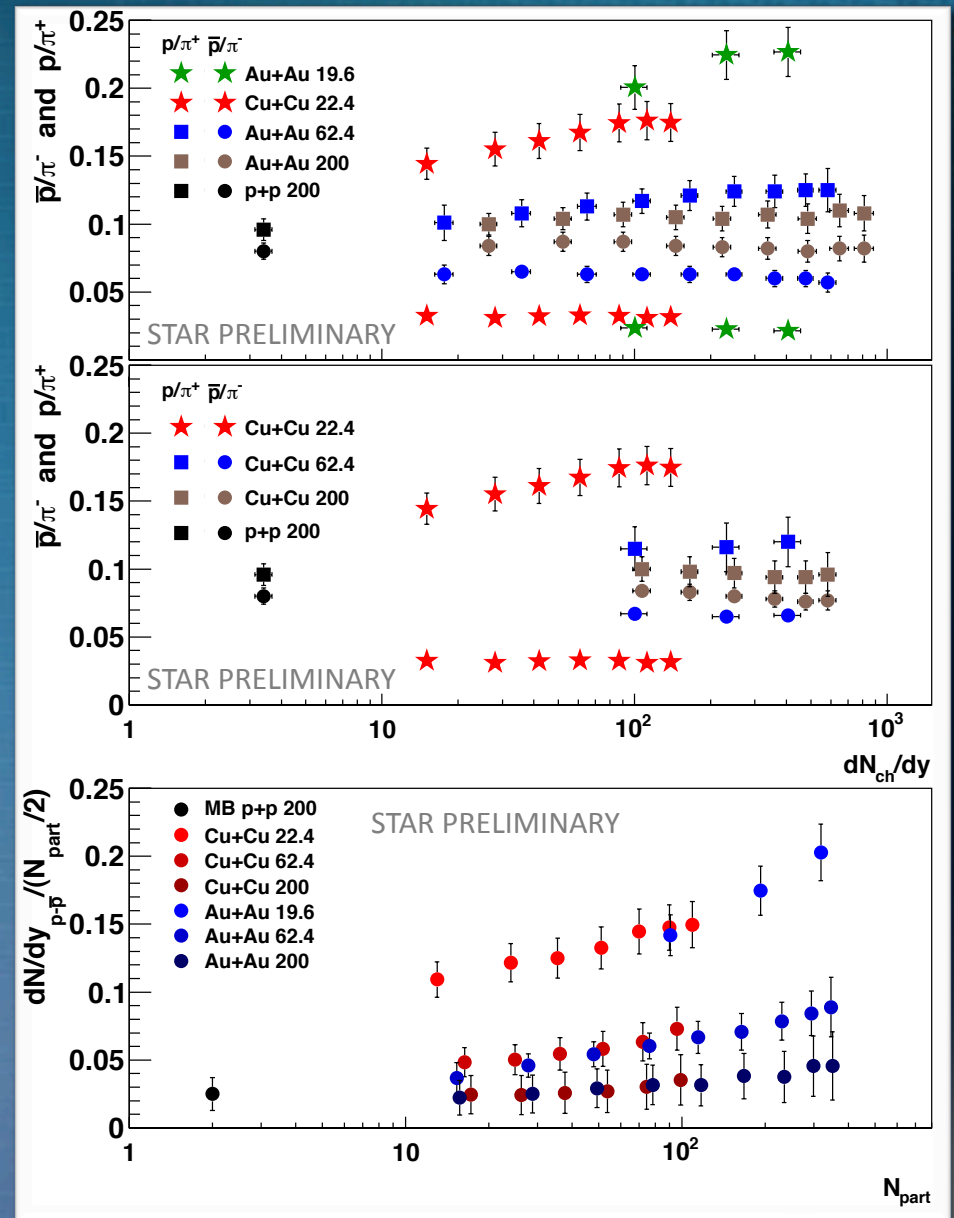 p̅/π⁻ and p/π⁺
0.25
0.2
0.15
0.1
0.05
p/π⁺ p̅/π⁻
Au+Au 19.6
Cu+Cu 22.4
Au+Au 62.4
Au+Au 200
p+p 200
STAR PRELIMINARY
p̅/π⁻ and p/π⁺
0.25
0.2
0.15
0.1
0.05
0
p/π⁺ p̅/π⁻
Cu+Cu 22.4
Cu+Cu 62.4
Cu+Cu 200
p+p 200
STAR PRELIMINARY
1 10 10² 10³
dN_ch/dy
dN/dy_p-p̅/(N_part/2)
0.25
0.2
0.15
0.1
0.05
0
MB p+p 200
Cu+Cu 22.4
Cu+Cu 62.4
Cu+Cu 200
Au+Au 19.6
Au+Au 62.4
Au+Au 200
STAR PRELIMINARY
1 10 10²
N_part